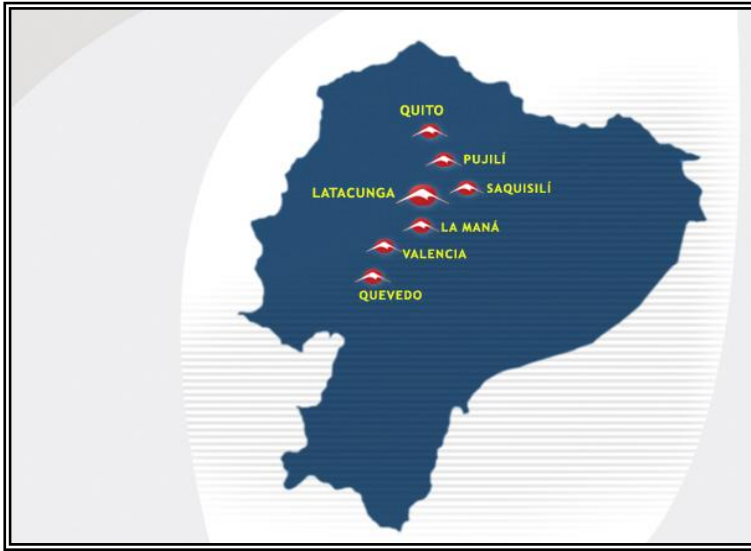 QUITO
PUJILÍ
SAQUISILÍ
LATACUNGA
LA MANÁ
VALENCIA
QUEVEDO